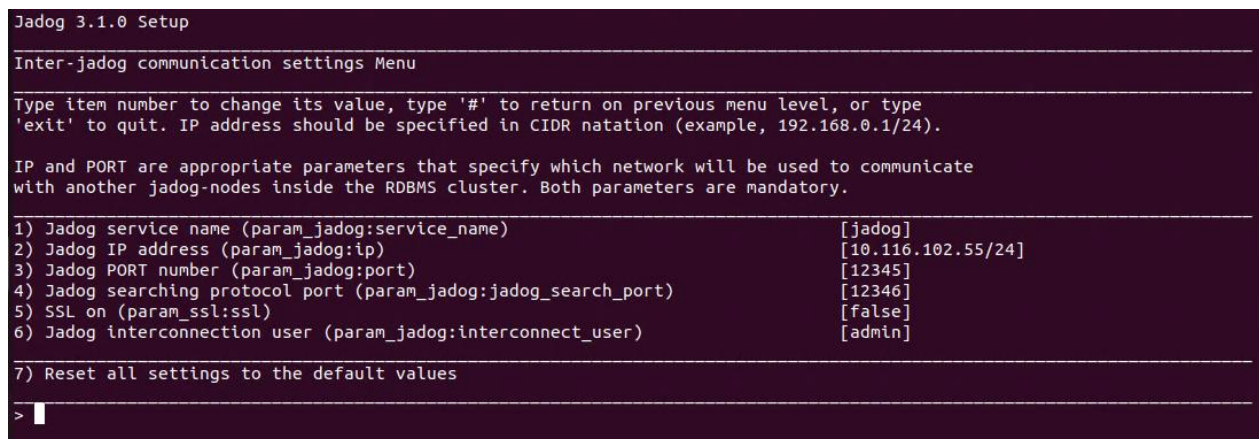 Jadog 3.1.0 Setup
Inter-jadog communication settings Menu
Type item number to change its value, type '#' to return on previous menu level, or type
'exit' to quit. IP address should be specified in CIDR natation (example, 192.168.0.1/24).
IP and PORT are appropriate parameters that specify which network will be used to communicate
with another jadog-nodes inside the RDBMS cluster. Both parameters are mandatory.
1) Jadog service name (param_jadog:service_name) [jadog]
2) Jadog IP address (param_jadog:ip) [10.116.102.55/24]
3) Jadog PORT number (param_jadog:port) [12345]
4) Jadog searching protocol port (param_jadog:jadog_search_port) [12346]
5) SSL on (param_ssl:ssl) [false]
6) Jadog interconnection user (param_jadog:interconnect_user) [admin]
7) Reset all settings to the default values
>